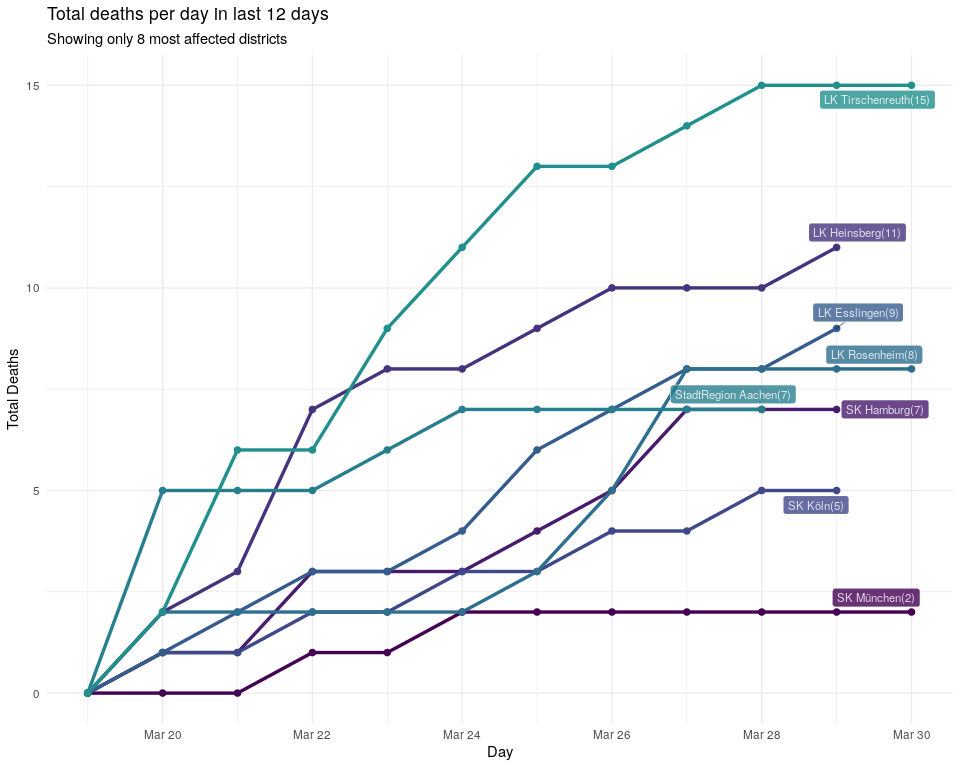 Total deaths per day in last 12 days
Showing only 8 most affected districts
15
LK Tirschenreuth(15)
LK Heinsberg(11)
10
LK Esslingen(9)
LK Rosenheim(8)
StadtRegion Aachen(7)
SK Hamburg(7)
5
SK Köln(5)
SK München(2)
0
Total Deaths
Mar 20 Mar 22 Mar 24 Mar 26 Mar 28 Mar 30
Day